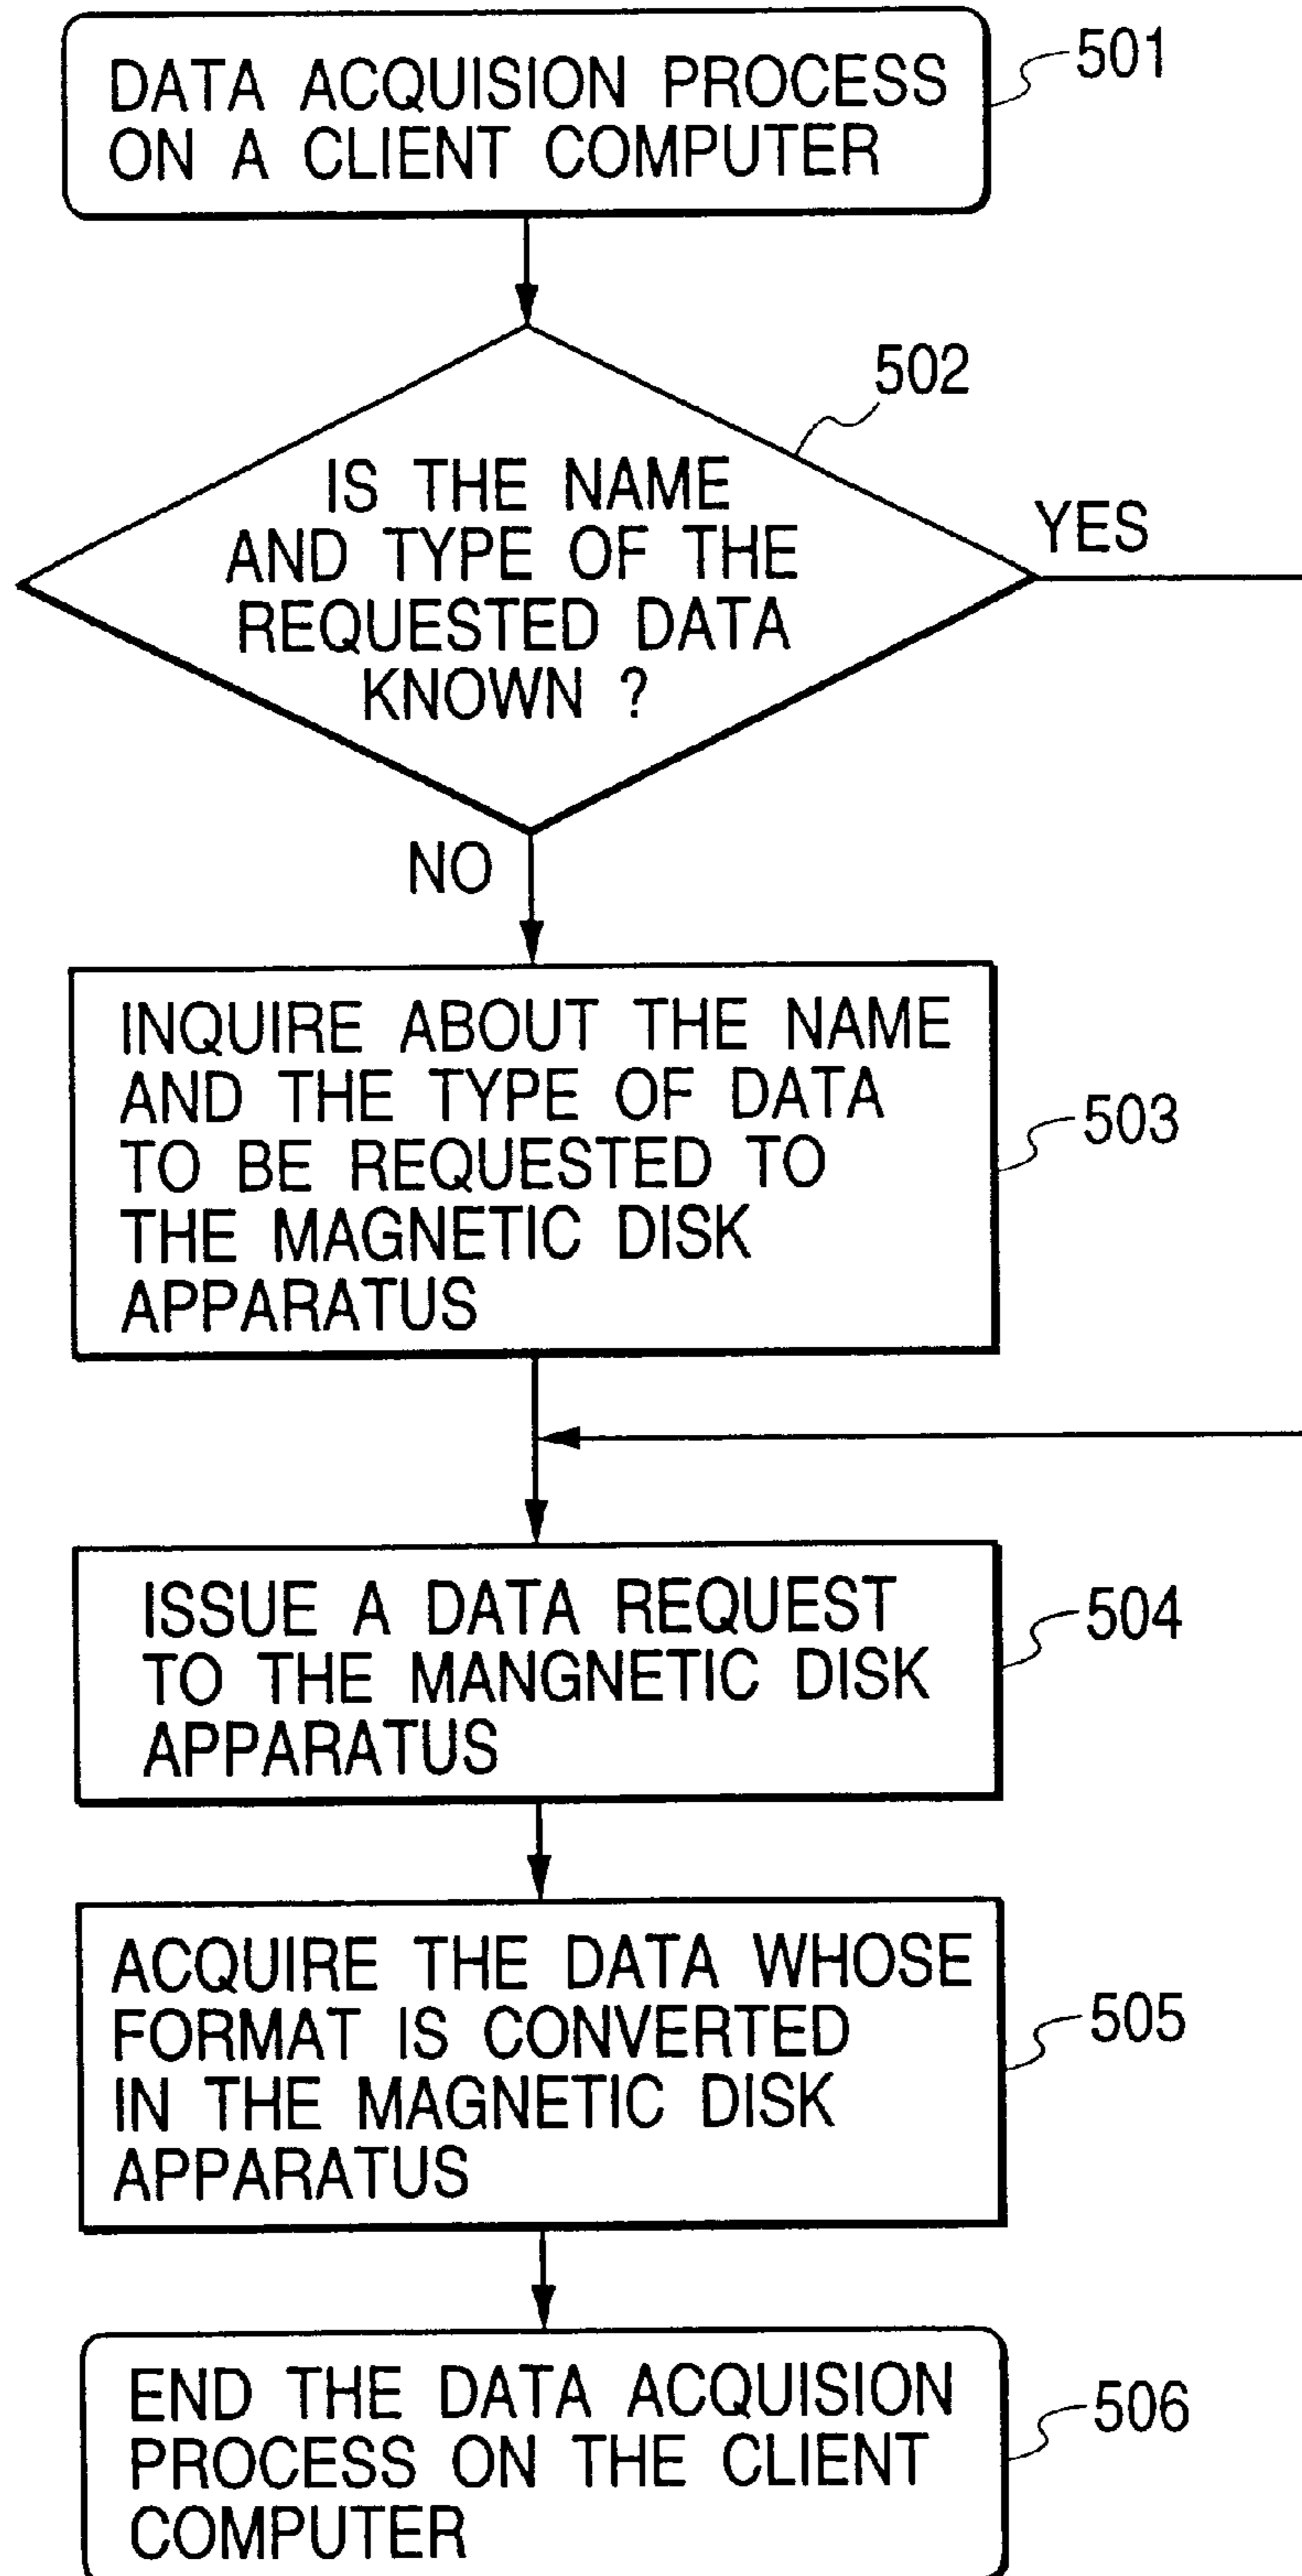 DATA ACQUISION PROCESS
ON A CLIENT COMPUTER
501
502
IS THE NAME
AND TYPE OF THE
REQUESTED DATA
KNOWN ?
YES
NO
INQUIRE ABOUT THE NAME
AND THE TYPE OF DATA
TO BE REQUESTED TO
THE MAGNETIC DISK
APPARATUS
503
ISSUE A DATA REQUEST
TO THE MANGNETIC DISK
APPARATUS
504
ACQUIRE THE DATA WHOSE
FORMAT IS CONVERTED
IN THE MAGNETIC DISK
APPARATUS
505
END THE DATA ACQUISION
PROCESS ON THE CLIENT
COMPUTER
506